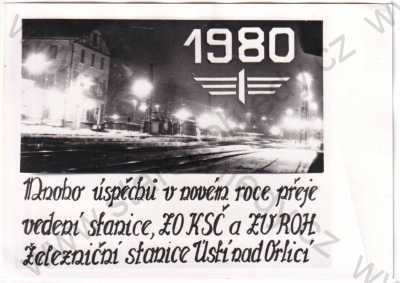 1980
Mnoho úspěchů v novém roce přeje
vedení stanice, ZO KSČ a ZV ROH
Železniční stanice Ústí nad Orlicí